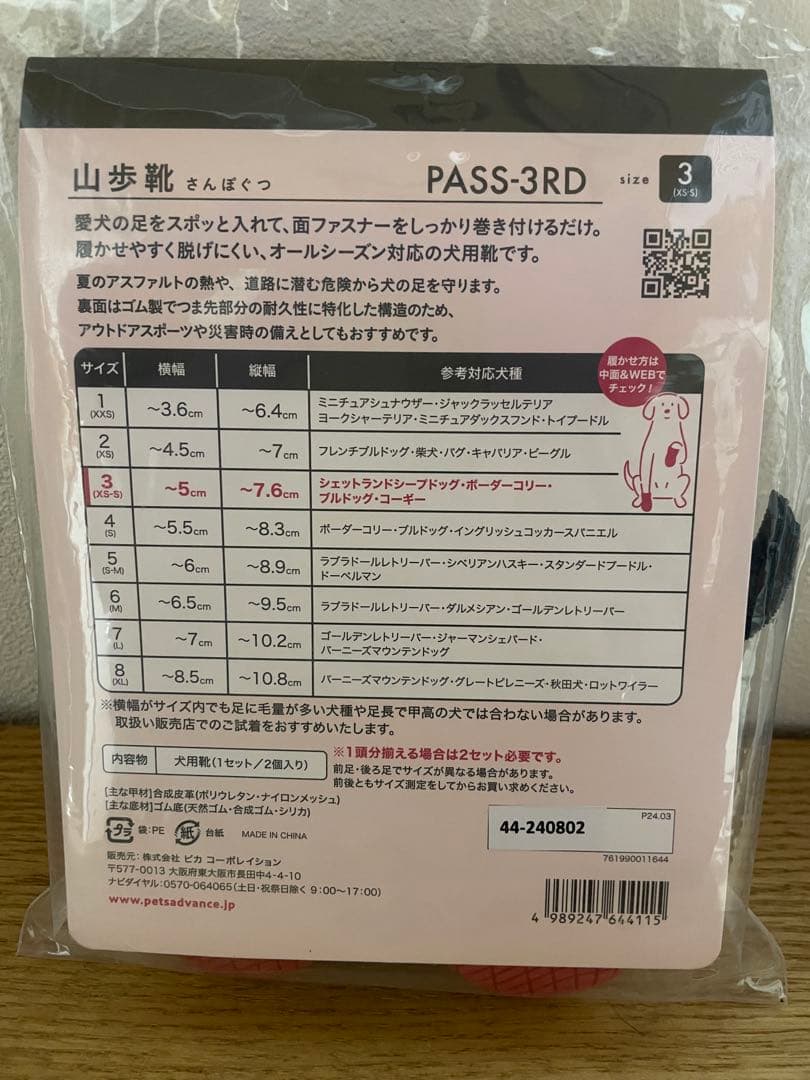 山歩靴 さんぽぐつ PASS-3RD size 3 (XS-S)
愛犬の足をスポッと入れて、面ファスナーをしっかり巻き付けるだけ。
履かせやすく脱げにくい、オールシーズン対応の犬用靴です。
夏のアスファルトの熱や、道路に潜む危険から犬の足を守ります。
裏面はゴム製でつま先部分の耐久性に特化した構造のため、
アウトドアスポーツや災害時の備えとしてもおすすめです。
履かせ方は
中面&WEBで
チェック!
サイズ 横幅 縦幅 参考対応犬種
1 (XXS) 〜3.6cm 〜6.4cm ミニチュアシュナウザー・ジャックラッセルテリア
ヨークシャーテリア・ミニチュアダックスフンド・トイプードル
2 (XS) 〜4.5cm 〜7cm フレンチブルドッグ・柴犬・パグ・キャバリア・ビーグル
3 (XS-S) 〜5cm 〜7.6cm シェットランドシープドッグ・ボーダーコリー・
ブルドッグ・コーギー
4 (S) 〜5.5cm 〜8.3cm ボーダーコリー・ブルドッグ・イングリッシュコッカースパニエル
5 (S-M) 〜6cm 〜8.9cm ラブラドールレトリーバー・シベリアンハスキー・スタンダードプードル・
ドーベルマン
6 (M) 〜6.5cm 〜9.5cm ラブラドールレトリーバー・ダルメシアン・ゴールデンレトリーバー
7 (L) 〜7cm 〜10.2cm ゴールデンレトリーバー・ジャーマンシェパード・
バーニーズマウンテンドッグ
8 (XL) 〜8.5cm 〜10.8cm バーニーズマウンテンドッグ・グレートピレニーズ・秋田犬・ロットワイラー
※横幅がサイズ内でも足に毛量が多い犬種や足長で甲高の犬では合わない場合があります。
取扱い販売店でのご試着をおすすめいたします。
内容物 犬用靴(1セット/2個入り)
※1頭分揃える場合は2セット必要です。
前足・後ろ足でサイズが異なる場合があります。
前後ともサイズ測定をしてからお買い求めください。
[主な甲材]合成皮革(ポリウレタン・ナイロンメッシュ)
[主な底材]ゴム底(天然ゴム・合成ゴム・シリカ)
プラ 袋:PE 紙 台紙 MADE IN CHINA
P24.03
44-240802
761990011644
販売元:株式会社 ピカ コーポレイション
〒577-0013 大阪府東大阪市長田中4-4-10
ナビダイヤル:0570-064065(土日・祝祭日除く 9:00〜17:00)
www.petsadvance.jp
4 989247 644115